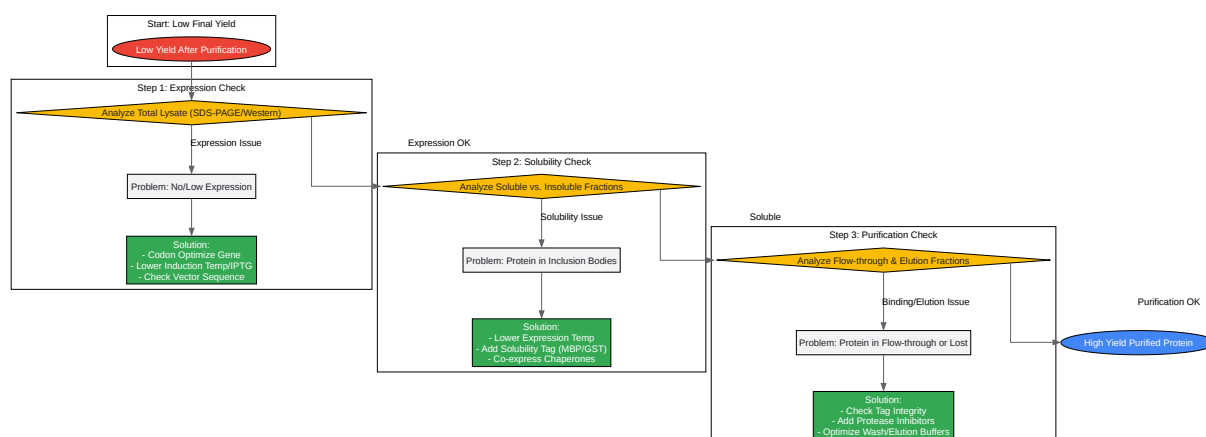 Start: Low Final Yield
Low Yield After Purification
Step 1: Expression Check
Analyze Total Lysate (SDS-PAGE/Western)
Expression Issue
Problem: No/Low Expression
Solution:
- Codon Optimize Gene
- Lower Induction Temp/IPTG
- Check Vector Sequence
Expression OK
Step 2: Solubility Check
Analyze Soluble vs. Insoluble Fractions
Solubility Issue
Problem: Protein in Inclusion Bodies
Solution:
- Lower Expression Temp
- Add Solubility Tag (MBP/GST)
- Co-express Chaperones
Soluble
Step 3: Purification Check
Analyze Flow-through & Elution Fractions
Binding/Elution Issue
Problem: Protein in Flow-through or Lost
Solution:
- Check Tag Integrity
- Add Protease Inhibitors
- Optimize Wash/Elution Buffers
Purification OK
High Yield Purified Protein